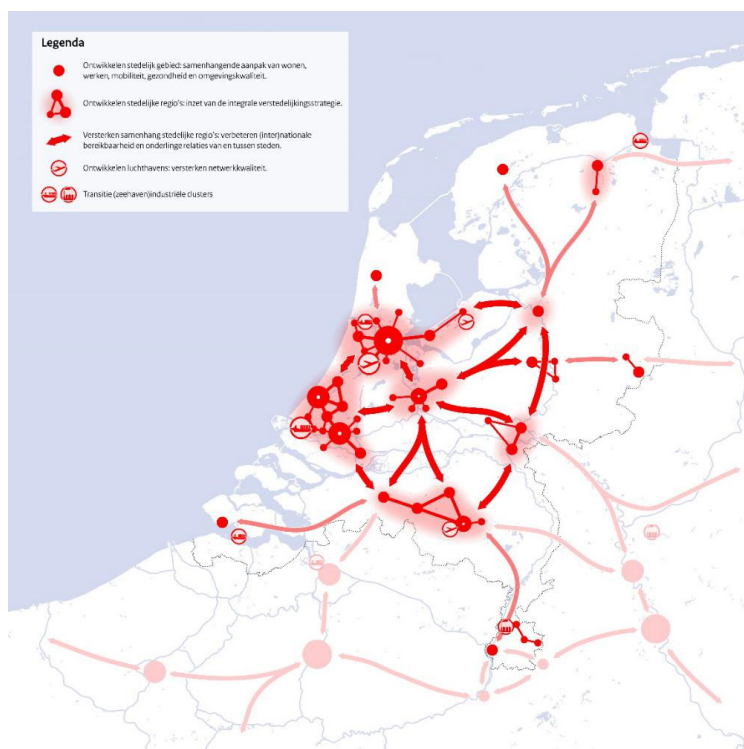 Legenda
Ontwikkelen stedelijk gebied: samenhangende aanpak van wonen,
werken, mobiliteit, gezondheid en omgevingskwaliteit.
Ontwikkelen stedelijke regio's: inzet van de integrale verstedelijkingsstrategie.
Versterken samenhang stedelijke regio's: verbeteren (inter)nationale
bereikbaarheid en onderlinge relaties van en tussen steden.
Ontwikkelen luchthavens: versterken netwerkkwaliteit.
Transitie (zeehaven)industriële clusters